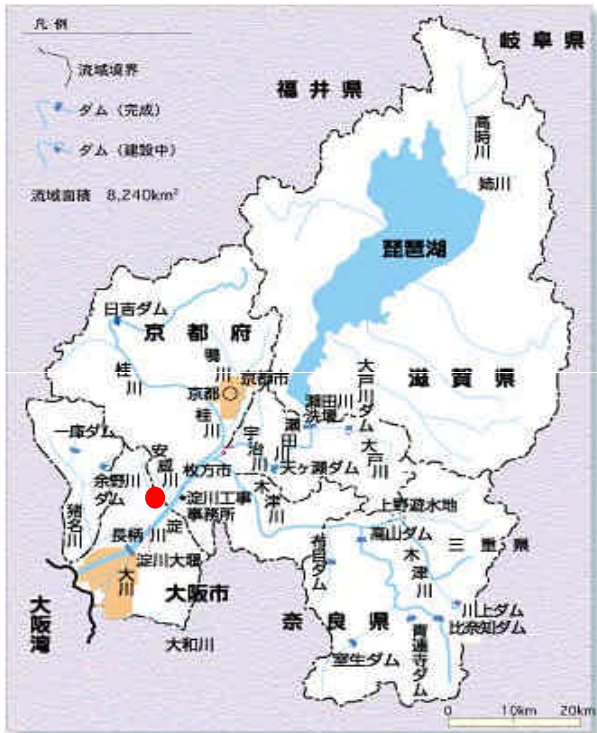 凡例
流域境界
ダム（完成）
ダム（建設中）
流域面積 8,240km²
岐阜県
福井県
高時川
姉川
琵琶湖
日吉ダム
京都府
鴨川
桂川
京都
京都市
桂川
大戸川ダム
滋賀県
瀬田川洗堰
瀬田川
宇治川
大戸川
一庫ダム
安威川
枚方市
天ヶ瀬ダム
余野川
ダム
木津川
淀川工事
事務所
上野遊水地
猪名川
長柄
淀川
高山ダム
三重県
布目ダム
木津川
淀川大堰
大川
大阪市
大阪湾
奈良県
川上ダム
比奈知ダム
大和川
室生ダム
青蓮寺ダム
0 10km 20km